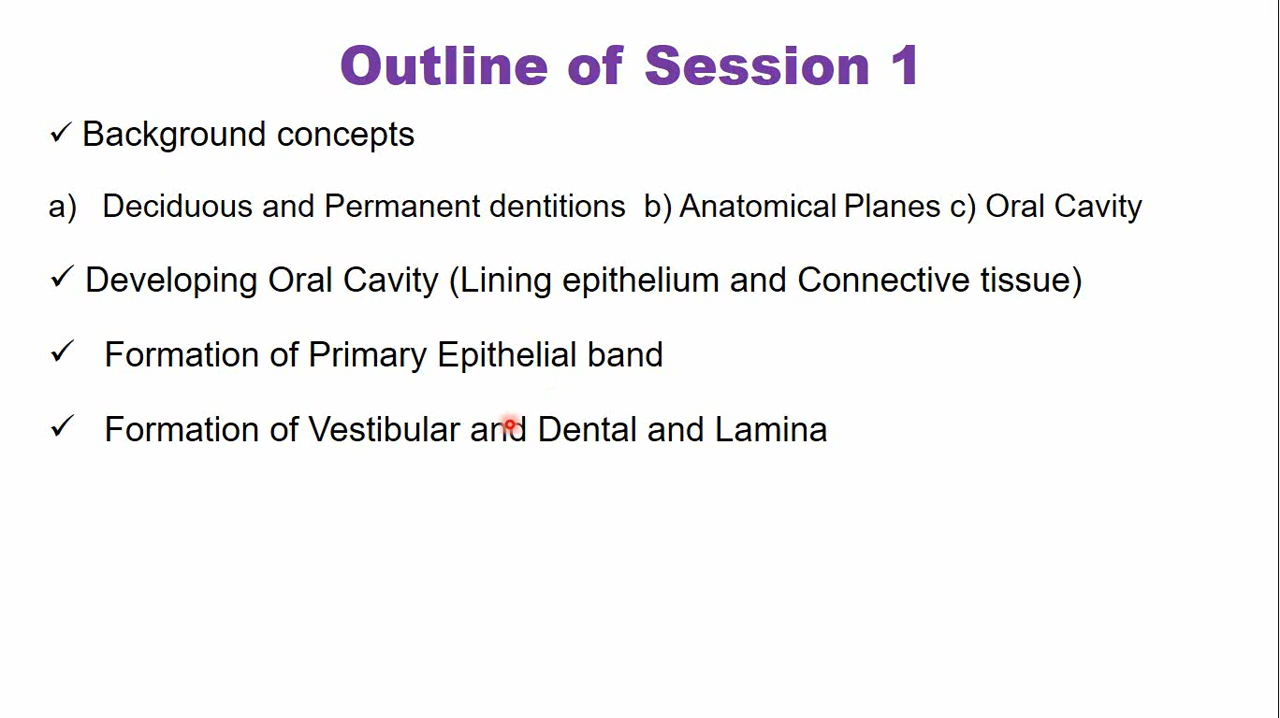 Outline of Session 1
✓ Background concepts
a) Deciduous and Permanent dentitions b) Anatomical Planes c) Oral Cavity
✓ Developing Oral Cavity (Lining epithelium and Connective tissue)
✓ Formation of Primary Epithelial band
✓ Formation of Vestibular and Dental and Lamina